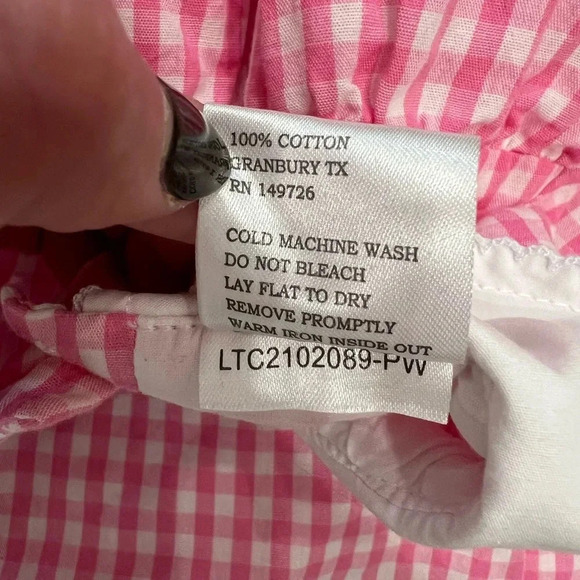 100% COTTON
GRANBURY TX
RN 149726
COLD MACHINE WASH
DO NOT BLEACH
LAY FLAT TO DRY
REMOVE PROMPTLY
WARM IRON INSIDE OUT
LTC2102089-PW